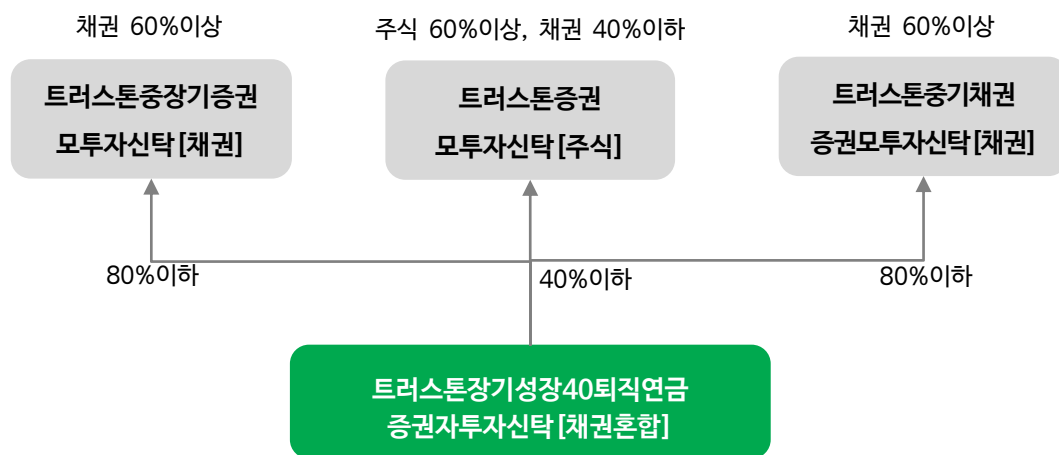 채권 60%이상
주식 60%이상, 채권 40%이하
채권 60%이상
트러스톤중장기증권
모투자신탁[채권]
트러스톤증권
모투자신탁[주식]
트러스톤중기채권
증권모투자신탁[채권]
80%이하
40%이하
80%이하
트러스톤장기성장40퇴직연금
증권자투자신탁[채권혼합]